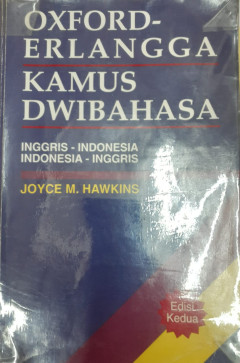 OXFORD-
ERLANGGA
KAMUS
DWIBAHASA
INGGRIS - INDONESIA
INDONESIA - INGGRIS
JOYCE M. HAWKINS
Edisi
Kedua